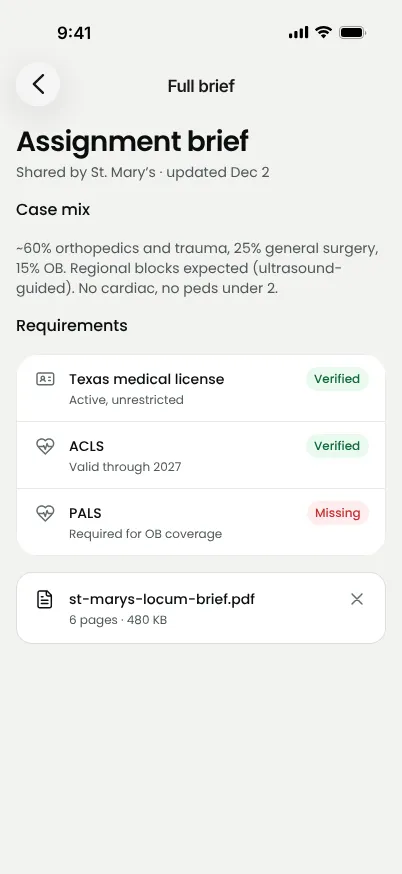 9:41
Full brief
Assignment brief
Shared by St. Mary's · updated Dec 2
Case mix
~60% orthopedics and trauma, 25% general surgery,
15% OB. Regional blocks expected (ultrasound-
guided). No cardiac, no peds under 2.
Requirements
Texas medical license
Verified
Active, unrestricted
ACLS
Verified
Valid through 2027
PALS
Missing
Required for OB coverage
st-marys-locum-brief.pdf
6 pages · 480 KB